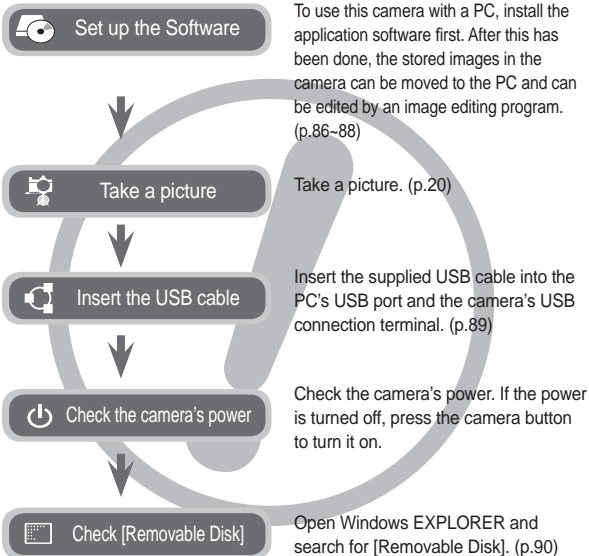 Set up the Software
To use this camera with a PC, install the
application software first. After this has
been done, the stored images in the
camera can be moved to the PC and can
be edited by an image editing program.
(p.86~88)
Take a picture
Take a picture. (p.20)
Insert the USB cable
Insert the supplied USB cable into the
PC's USB port and the camera's USB
connection terminal. (p.89)
Check the camera's power
Check the camera's power. If the power
is turned off, press the camera button
to turn it on.
Check [Removable Disk]
Open Windows EXPLORER and
search for [Removable Disk]. (p.90)